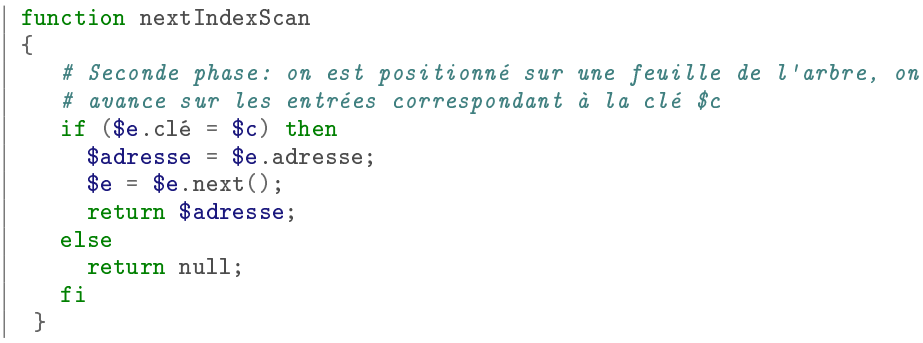 function nextIndexScan
{
   # Seconde phase: on est positionné sur une feuille de l'arbre, on
   # avance sur les entrées correspondant à la clé $c
   if ($e.clé = $c) then
     $adresse = $e.adresse;
     $e = $e.next();
     return $adresse;
   else
     return null;
   fi
 }